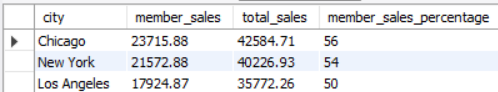 city member_sales total_sales member_sales_percentage
Chicago 23715.88 42584.71 56
New York 21572.88 40226.93 54
Los Angeles 17924.87 35772.26 50